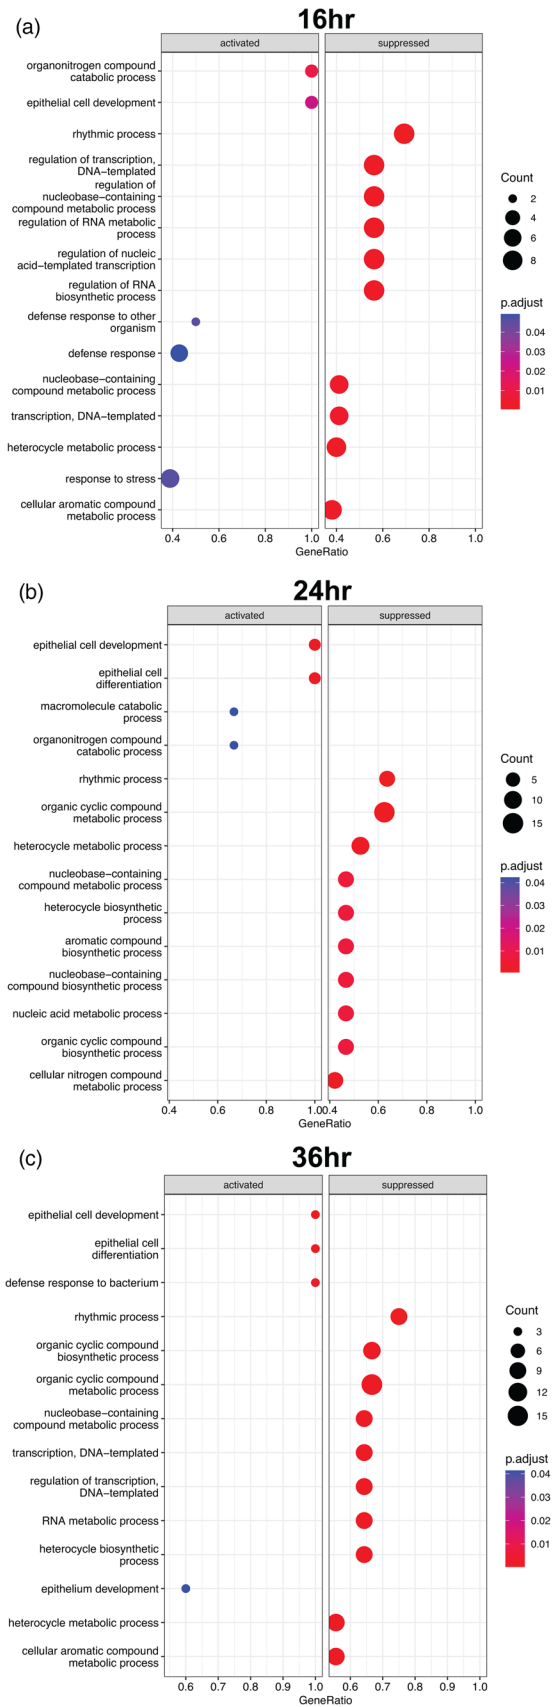 (a)
16hr
activated
suppressed
organonitrogen compound
catabolic process
epithelial cell development
rhythmic process
regulation of transcription,
DNA−templated
regulation of
nucleobase−containing
compound metabolic process
regulation of RNA metabolic
process
regulation of nucleic
acid−templated transcription
regulation of RNA
biosynthetic process
defense response to other
organism
defense response
nucleobase−containing
compound metabolic process
transcription, DNA−templated
heterocycle metabolic process
response to stress
cellular aromatic compound
metabolic process
0.4 0.6 0.8 1.0 0.4 0.6 0.8 1.0
GeneRatio
Count
2
4
6
8
p.adjust
0.04
0.03
0.02
0.01
(b)
24hr
activated
suppressed
epithelial cell development
epithelial cell
differentiation
macromolecule catabolic
process
organonitrogen compound
catabolic process
rhythmic process
organic cyclic compound
metabolic process
heterocycle metabolic process
nucleobase−containing
compound metabolic process
heterocycle biosynthetic
process
aromatic compound
biosynthetic process
nucleobase−containing
compound biosynthetic process
nucleic acid metabolic process
organic cyclic compound
biosynthetic process
cellular nitrogen compound
metabolic process
0.4 0.6 0.8 1.0 0.4 0.6 0.8 1.0
GeneRatio
Count
5
10
15
p.adjust
0.04
0.03
0.02
0.01
(c)
36hr
activated
suppressed
epithelial cell development
epithelial cell
differentiation
defense response to bacterium
rhythmic process
organic cyclic compound
biosynthetic process
organic cyclic compound
metabolic process
nucleobase−containing
compound metabolic process
transcription, DNA−templated
regulation of transcription,
DNA−templated
RNA metabolic process
heterocycle biosynthetic
process
epithelium development
heterocycle metabolic process
cellular aromatic compound
metabolic process
0.6 0.7 0.8 0.9 1.0 0.6 0.7 0.8 0.9 1.0
GeneRatio
Count
3
6
9
12
15
p.adjust
0.04
0.03
0.02
0.01